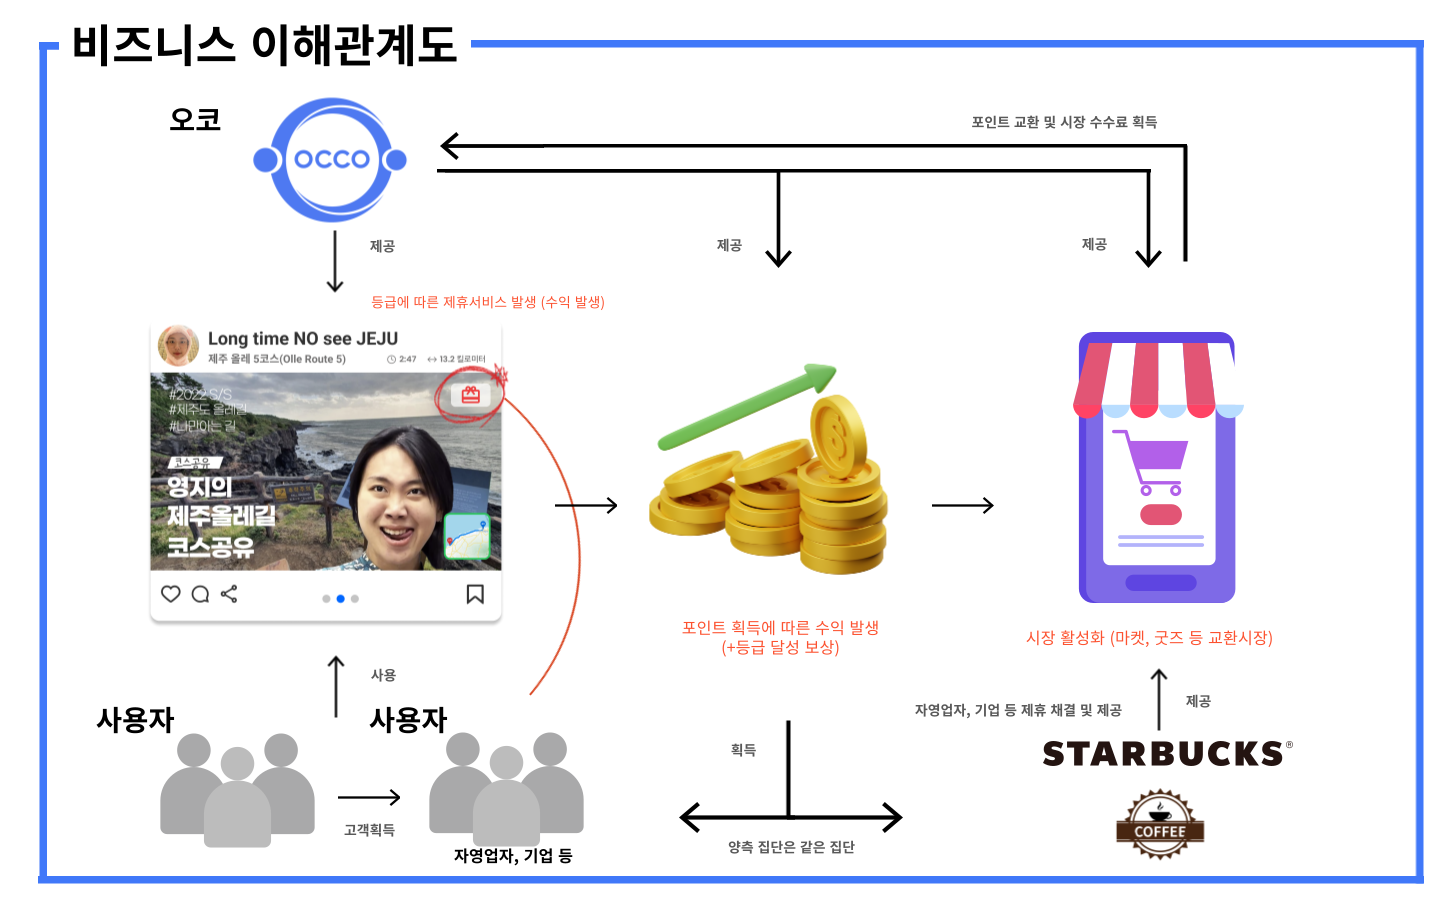 비즈니스 이해관계도
오코
OCCO
포인트 교환 및 시장 수수료 획득
제공
제공
제공
등급에 따른 제휴서비스 발생 (수익 발생)
Long time NO see JEJU
제주 올레 5코스(Olle Route 5)
2:47
13.2 킬로미터
#2022 S/S
#제주도 올레길
#나만아는 길
코스공유
영지의
제주올레길
코스공유
포인트 획득에 따른 수익 발생
(+등급 달성 보상)
시장 활성화 (마켓, 굿즈 등 교환시장)
사용
사용자
사용자
고객획득
자영업자, 기업 등
획득
양측 집단은 같은 집단
자영업자, 기업 등 제휴 채결 및 제공
제공
STARBUCKS®
COFFEE